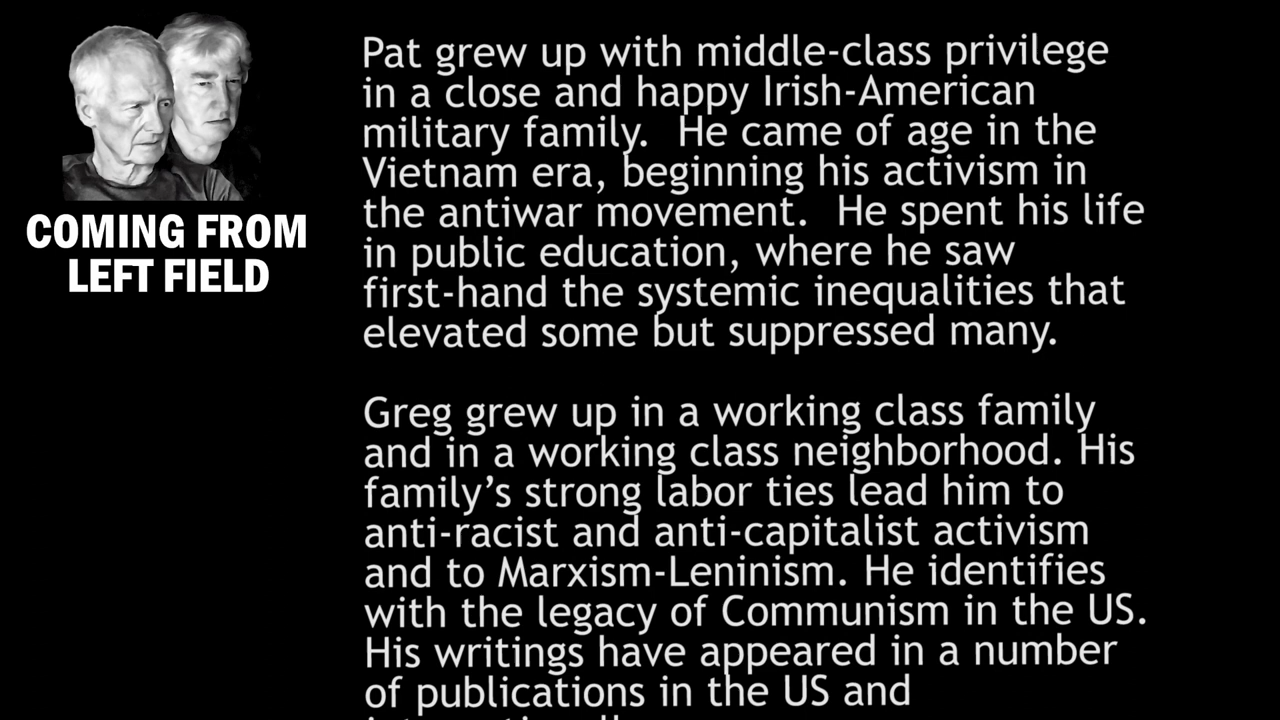 COMING FROM
LEFT FIELD
Pat grew up with middle-class privilege
in a close and happy Irish-American
military family.  He came of age in the
Vietnam era, beginning his activism in
the antiwar movement.  He spent his life
in public education, where he saw
first-hand the systemic inequalities that
elevated some but suppressed many.
Greg grew up in a working class family
and in a working class neighborhood. His
family’s strong labor ties lead him to
anti-racist and anti-capitalist activism
and to Marxism-Leninism. He identifies
with the legacy of Communism in the US.
His writings have appeared in a number
of publications in the US and